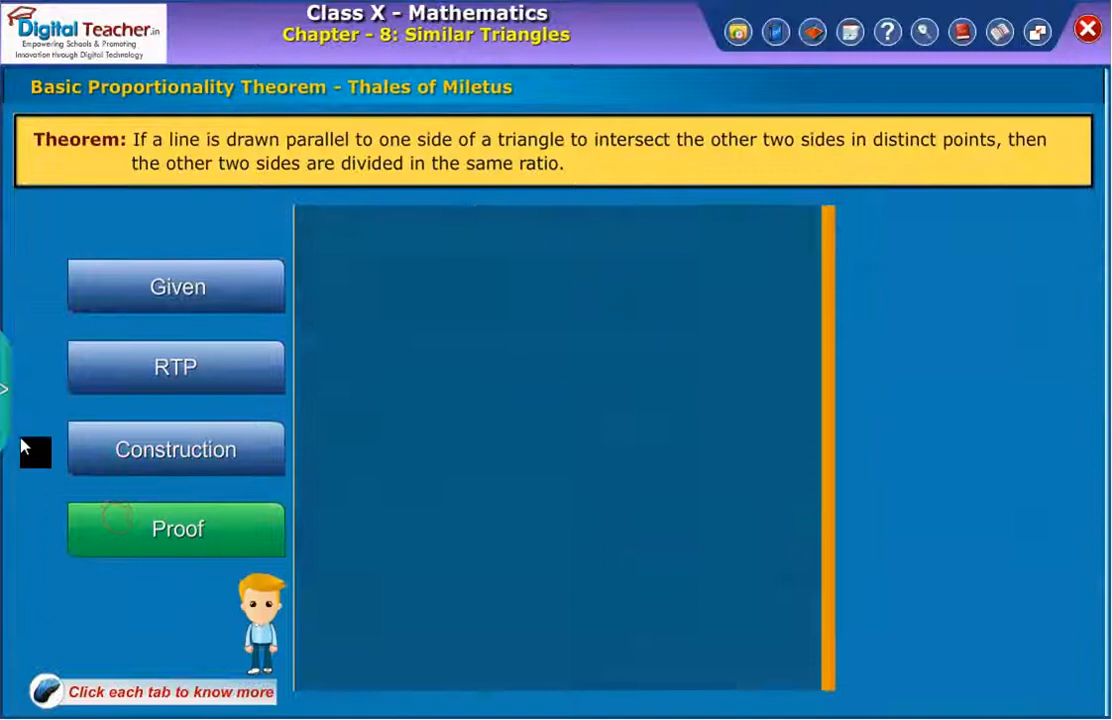 Digital Teacher.in
Empowering Schools & Promoting
Innovation through Digital Technology
Class X - Mathematics
Chapter - 8: Similar Triangles
Basic Proportionality Theorem - Thales of Miletus
Theorem: If a line is drawn parallel to one side of a triangle to intersect the other two sides in distinct points, then
the other two sides are divided in the same ratio.
Given
RTP
Construction
Proof
Click each tab to know more